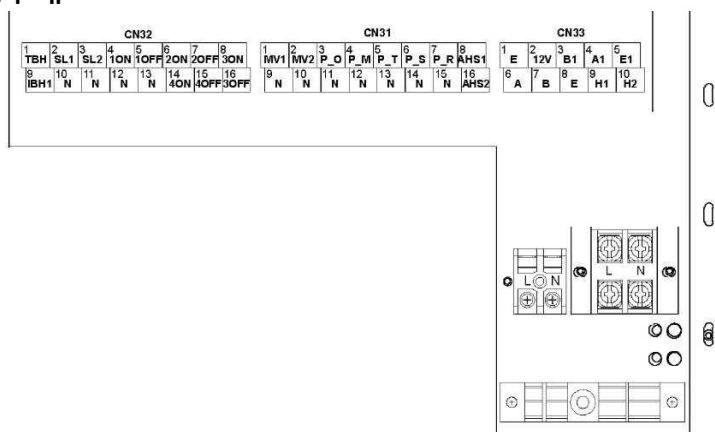 CN32 CN31 CN33
1 2 3 4 5 6 7 8 1 2 3 4 5 6 7 8 1 2 3 4 5
TBH SL1 SL2 1ON 1OFF 2ON 2OFF 3ON MV1 MV2 P_O P_M P_T P_S P_R AHS1 E 12V B1 A1 E1
9 10 11 12 13 14 15 16 9 10 11 12 13 14 15 16 6 7 8 9 10
IBH1 N N N N 4ON 4OFF 3OFF N N N N N N N AHS2 A B E H1 H2
L N L N